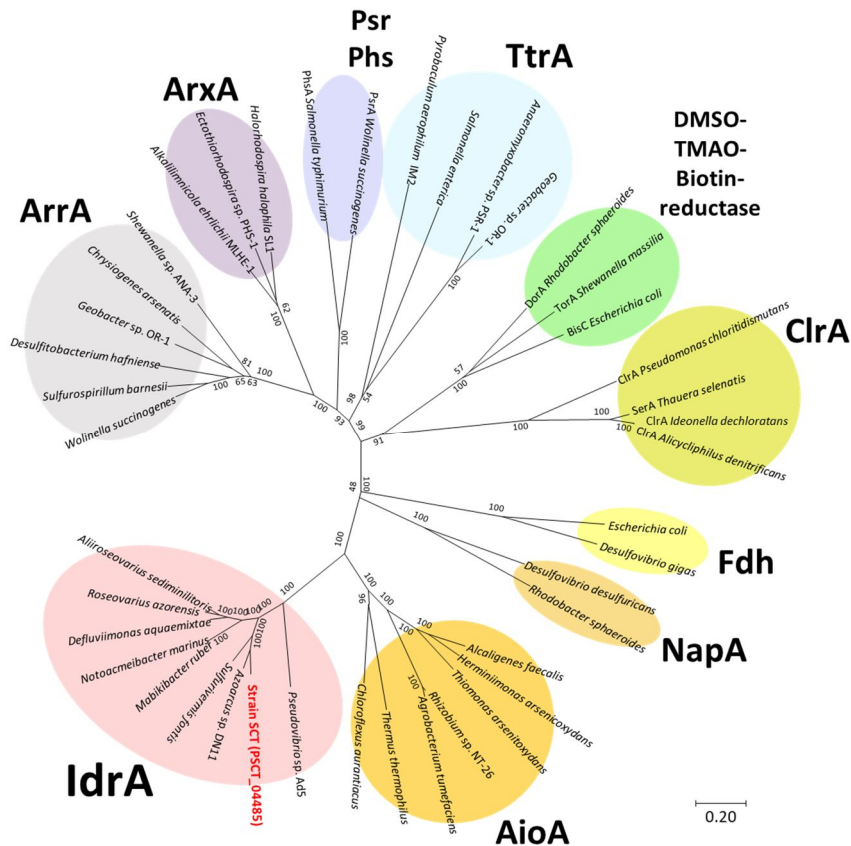 Psr
Phs
TtrA
ArxA
DMSO-
TMAO-
Biotin-
reductase
ArrA
ClrA
Fdh
NapA
AioA
IdrA
PhsA Salmonella typhimurium
PsrA Wolinella succinogenes
Pyrobaculum aerophilum IM2
Salmonella enterica
Anaeromyxobacter sp. PSR-1
Geobacter sp. OR-1
Halorhodospira halophila SL1
Ectothiorhodospira sp. PHS-1
Alkalilimnicola ehrlichii MLHE-1
Shewanella sp. ANA-3
Chrysiogenes arsenatis
Geobacter sp. OR-1
Desulfitobacterium hafniense
Sulfurospirillum barnesii
Wolinella succinogenes
DorA Rhodobacter sphaeroides
TorA Shewanella massilia
BisC Escherichia coli
ClrA Pseudomonas chloritidismutans
SerA Thauera selenatis
ClrA Ideonella dechloratans
ClrA Alicycliphilus denitrificans
Escherichia coli
Desulfovibrio gigas
Desulfovibrio desulfuricans
Rhodobacter sphaeroides
Alcaligenes faecalis
Herminiimonas arsenicoxydans
Thiomonas arsenitoxydans
Rhizobium sp. NT-26
Agrobacterium tumefaciens
Thermus thermophilus
Chloroflexus aurantiacus
Aliiroseovarius sediminilitoris
Roseovarius azorensis
Defluviimonas aquaemixtae
Notoacmeibacter marinus
Mabikibacter ruber
Sulfurivermis fontis
Azoarcus sp. DN11
Strain SCT (PSCT_04485)
Pseudovibrio sp. Ad5
62
100
100
100
81
100
65
63
100
100
93
98
54
99
100
57
100
91
100
100
100
48
100
100
100
100
100
96
100
100
100
100
100
100
100
100
100
100
100
100
0.20